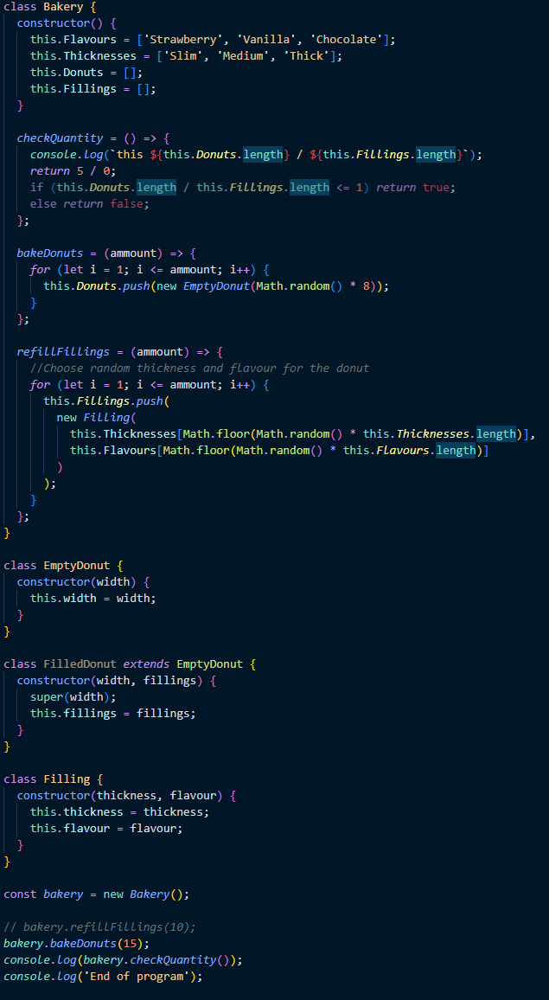 class Bakery {
  constructor() {
    this.Flavours = ['Strawberry', 'Vanilla', 'Chocolate'];
    this.Thicknesses = ['Slim', 'Medium', 'Thick'];
    this.Donuts = [];
    this.Fillings = [];
  }

  checkQuantity = () => {
    console.log(`this ${this.Donuts.length} / ${this.Fillings.length}`);
    return 5 / 0;
    if (this.Donuts.length / this.Fillings.length <= 1) return true;
    else return false;
  };

  bakeDonuts = (ammount) => {
    for (let i = 1; i <= ammount; i++) {
      this.Donuts.push(new EmptyDonut(Math.random() * 8));
    }
  };

  refillFillings = (ammount) => {
    //Choose random thickness and flavour for the donut
    for (let i = 1; i <= ammount; i++) {
      this.Fillings.push(
        new Filling(
          this.Thicknesses[Math.floor(Math.random() * this.Thicknesses.length)],
          this.Flavours[Math.floor(Math.random() * this.Flavours.length)]
        )
      );
    }
  };
}

class EmptyDonut {
  constructor(width) {
    this.width = width;
  }
}

class FilledDonut extends EmptyDonut {
  constructor(width, fillings) {
    super(width);
    this.fillings = fillings;
  }
}

class Filling {
  constructor(thickness, flavour) {
    this.thickness = thickness;
    this.flavour = flavour;
  }
}

const bakery = new Bakery();

// bakery.refillFillings(10);
bakery.bakeDonuts(15);
console.log(bakery.checkQuantity());
console.log('End of program');